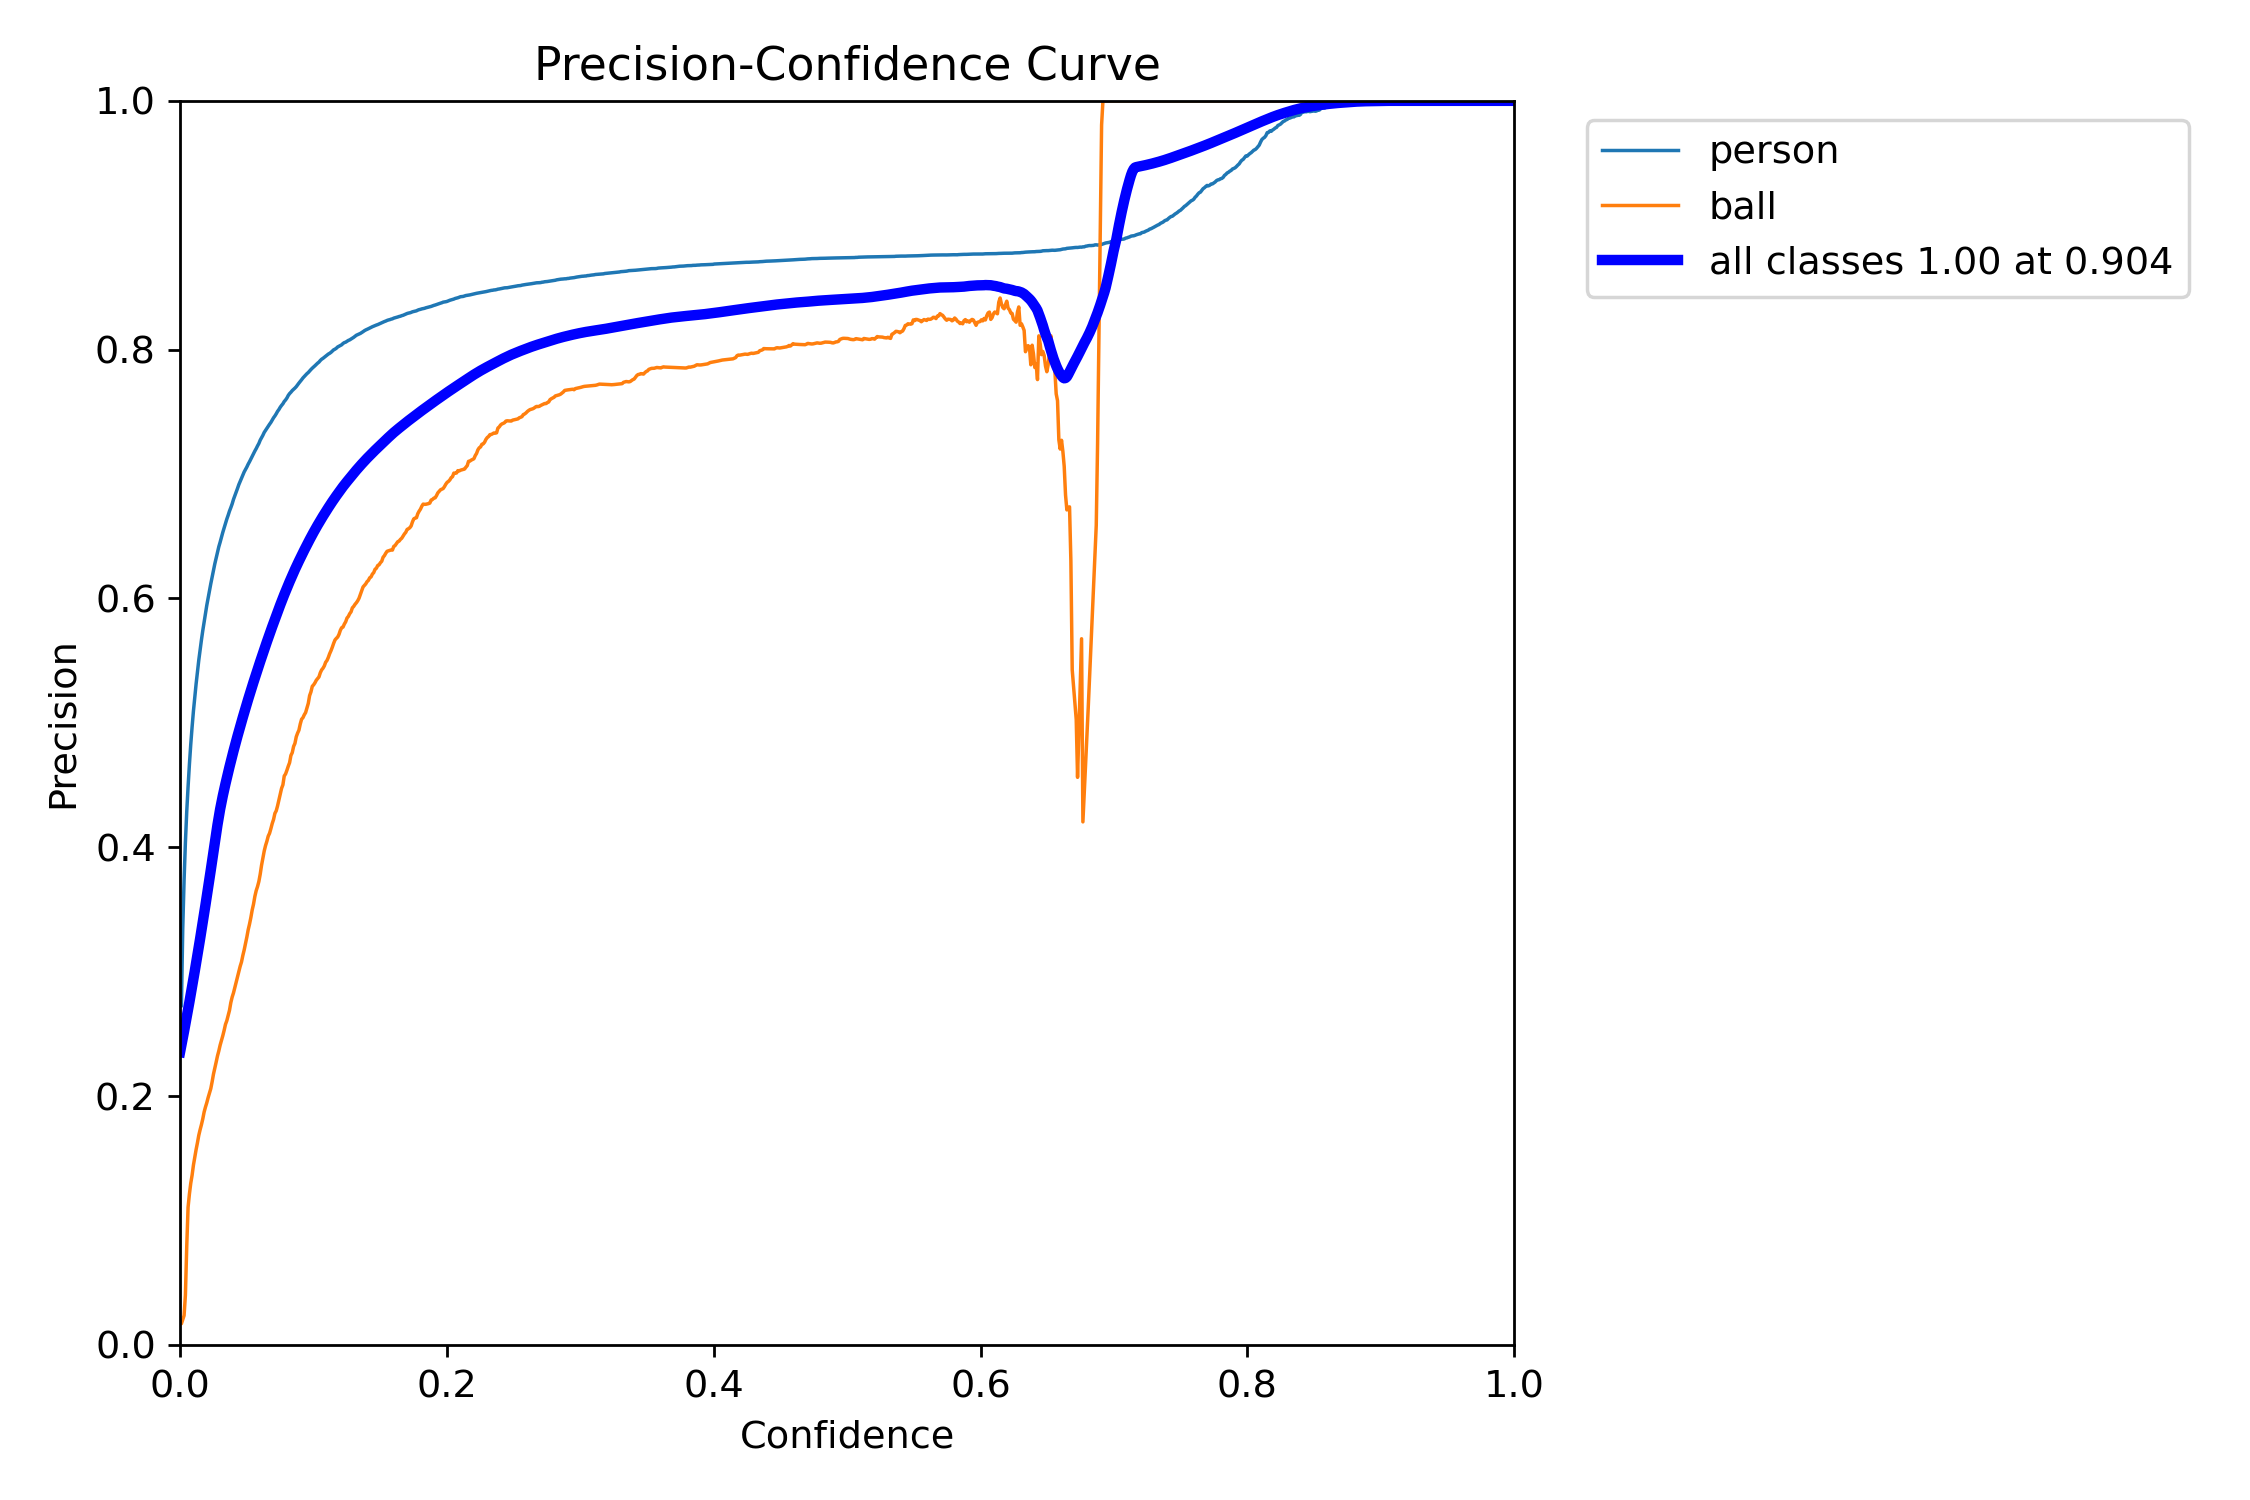 Precision-Confidence Curve
1.0
0.8
0.6
0.4
0.2
0.0
Precision
0.0 0.2 0.4 0.6 0.8 1.0
Confidence
person
ball
all classes 1.00 at 0.904